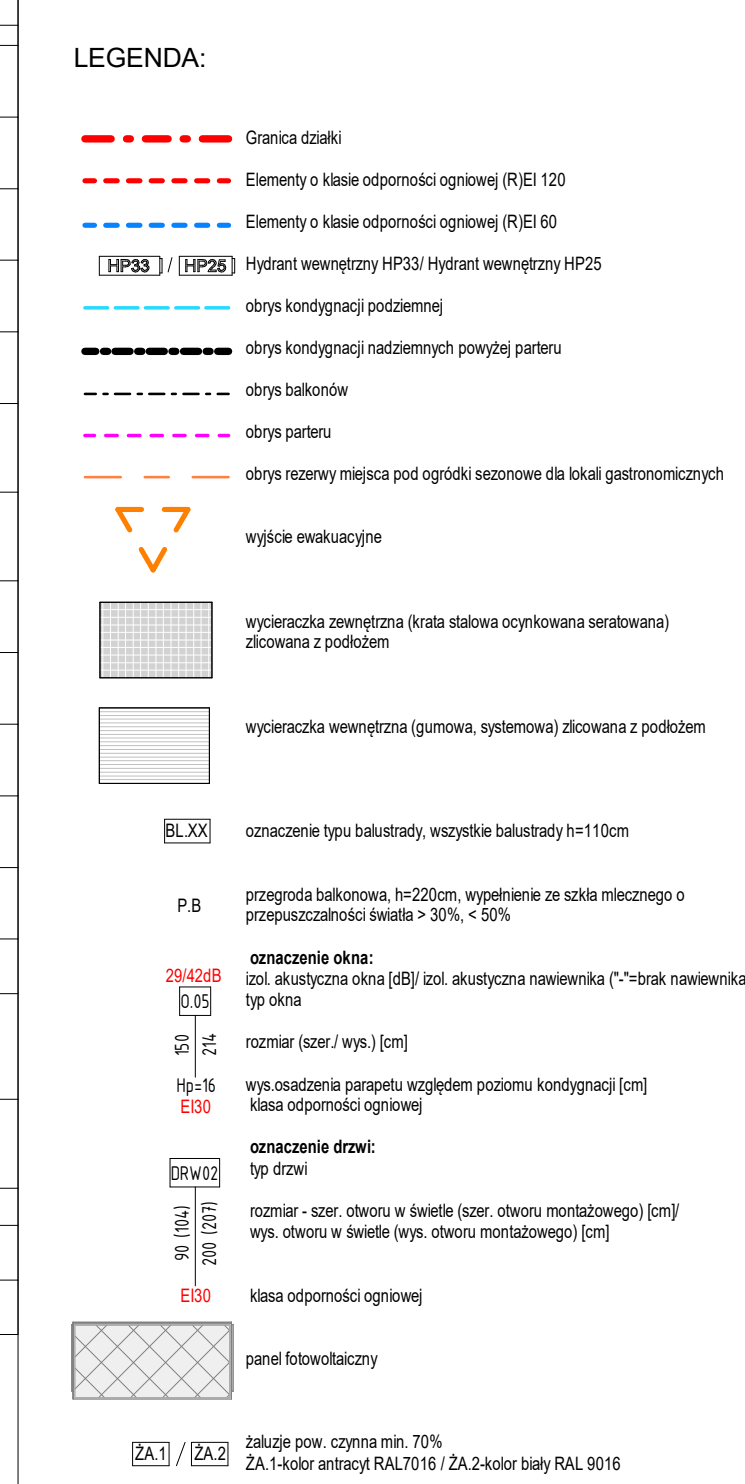 LEGENDA:
Granica działki
Elementy o klasie odporności ogniowej (R)EI 120
Elementy o klasie odporności ogniowej (R)EI 60
HP33 / HP25 Hydrant wewnętrzny HP33/ Hydrant wewnętrzny HP25
obrys kondygnacji podziemnej
obrys kondygnacji nadziemnych powyżej parteru
obrys balkonów
obrys parteru
obrys rezerwy miejsca pod ogródki sezonowe dla lokali gastronomicznych
wyjście ewakuacyjne
wycieraczka zewnętrzna (krata stalowa ocynkowana seratowana)
zlicowana z podłożem
wycieraczka wewnętrzna (gumowa, systemowa) zlicowana z podłożem
BL.XX oznaczenie typu balustrady, wszystkie balustrady h=110cm
P.B przegroda balkonowa, h=220cm, wypełnienie ze szkła mlecznego o
przepuszczalności światła > 30%, < 50%
oznaczenie okna:
29/42dB izol. akustyczna okna [dB]/ izol. akustyczna nawiewnika ("-"=brak nawiewnika
O.05 typ okna
150 214 rozmiar (szer./ wys.) [cm]
Hp=16 wys.osadzenia parapetu względem poziomu kondygnacji [cm]
EI30 klasa odporności ogniowej
oznaczenie drzwi:
DRW02 typ drzwi
90 (104) 200 (207) rozmiar - szer. otworu w świetle (szer. otworu montażowego) [cm]/
wys. otworu w świetle (wys. otworu montażowego) [cm]
EI30 klasa odporności ogniowej
panel fotowoltaiczny
ŻA.1 / ŻA.2 żaluzje pow. czynna min. 70%
ŻA.1-kolor antracyt RAL7016 / ŻA.2-kolor biały RAL 9016